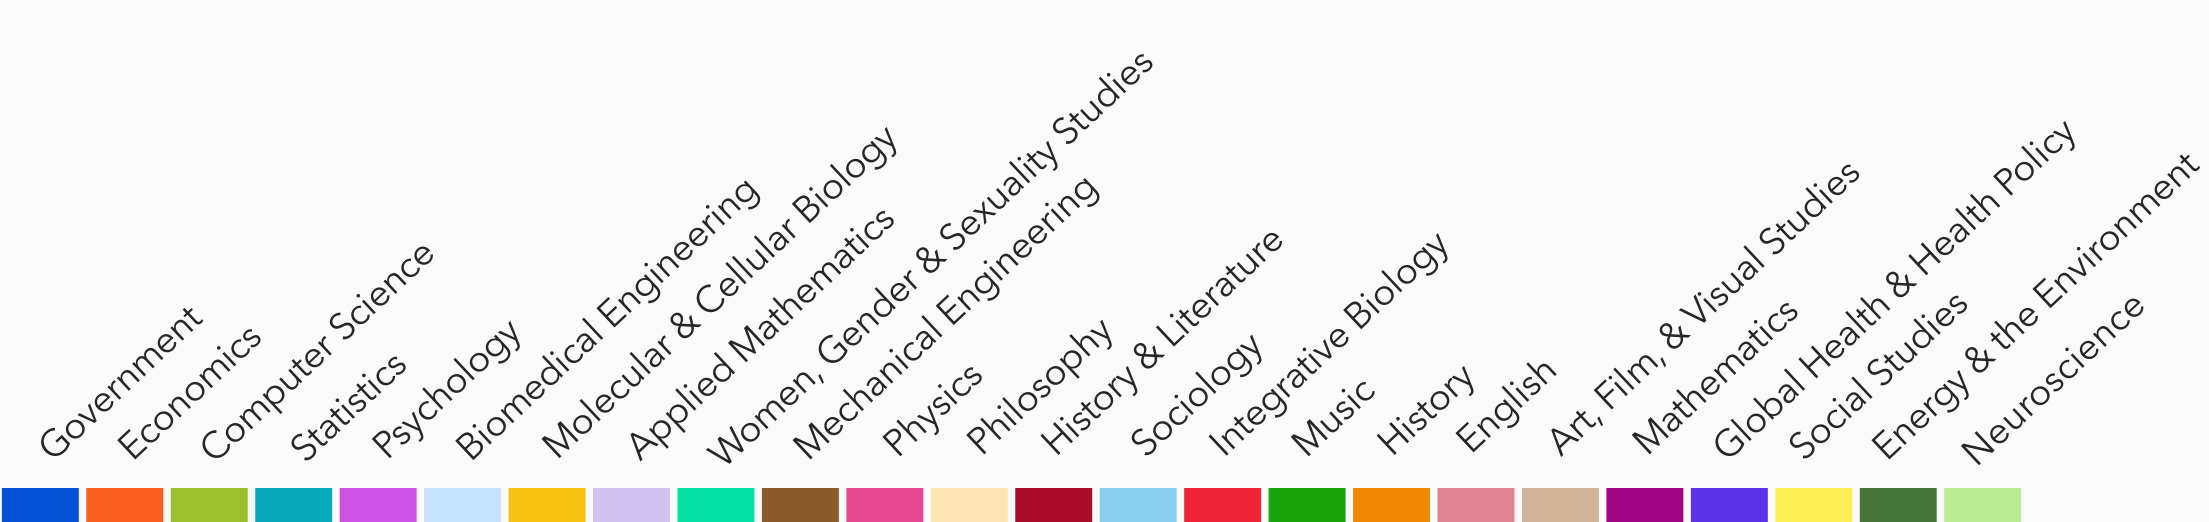 Government
Economics
Computer Science
Statistics
Psychology
Biomedical Engineering
Molecular & Cellular Biology
Applied Mathematics
Women, Gender & Sexuality Studies
Mechanical Engineering
Physics
Philosophy
History & Literature
Sociology
Integrative Biology
Music
History
English
Art, Film, & Visual Studies
Mathematics
Global Health & Health Policy
Social Studies
Energy & the Environment
Neuroscience